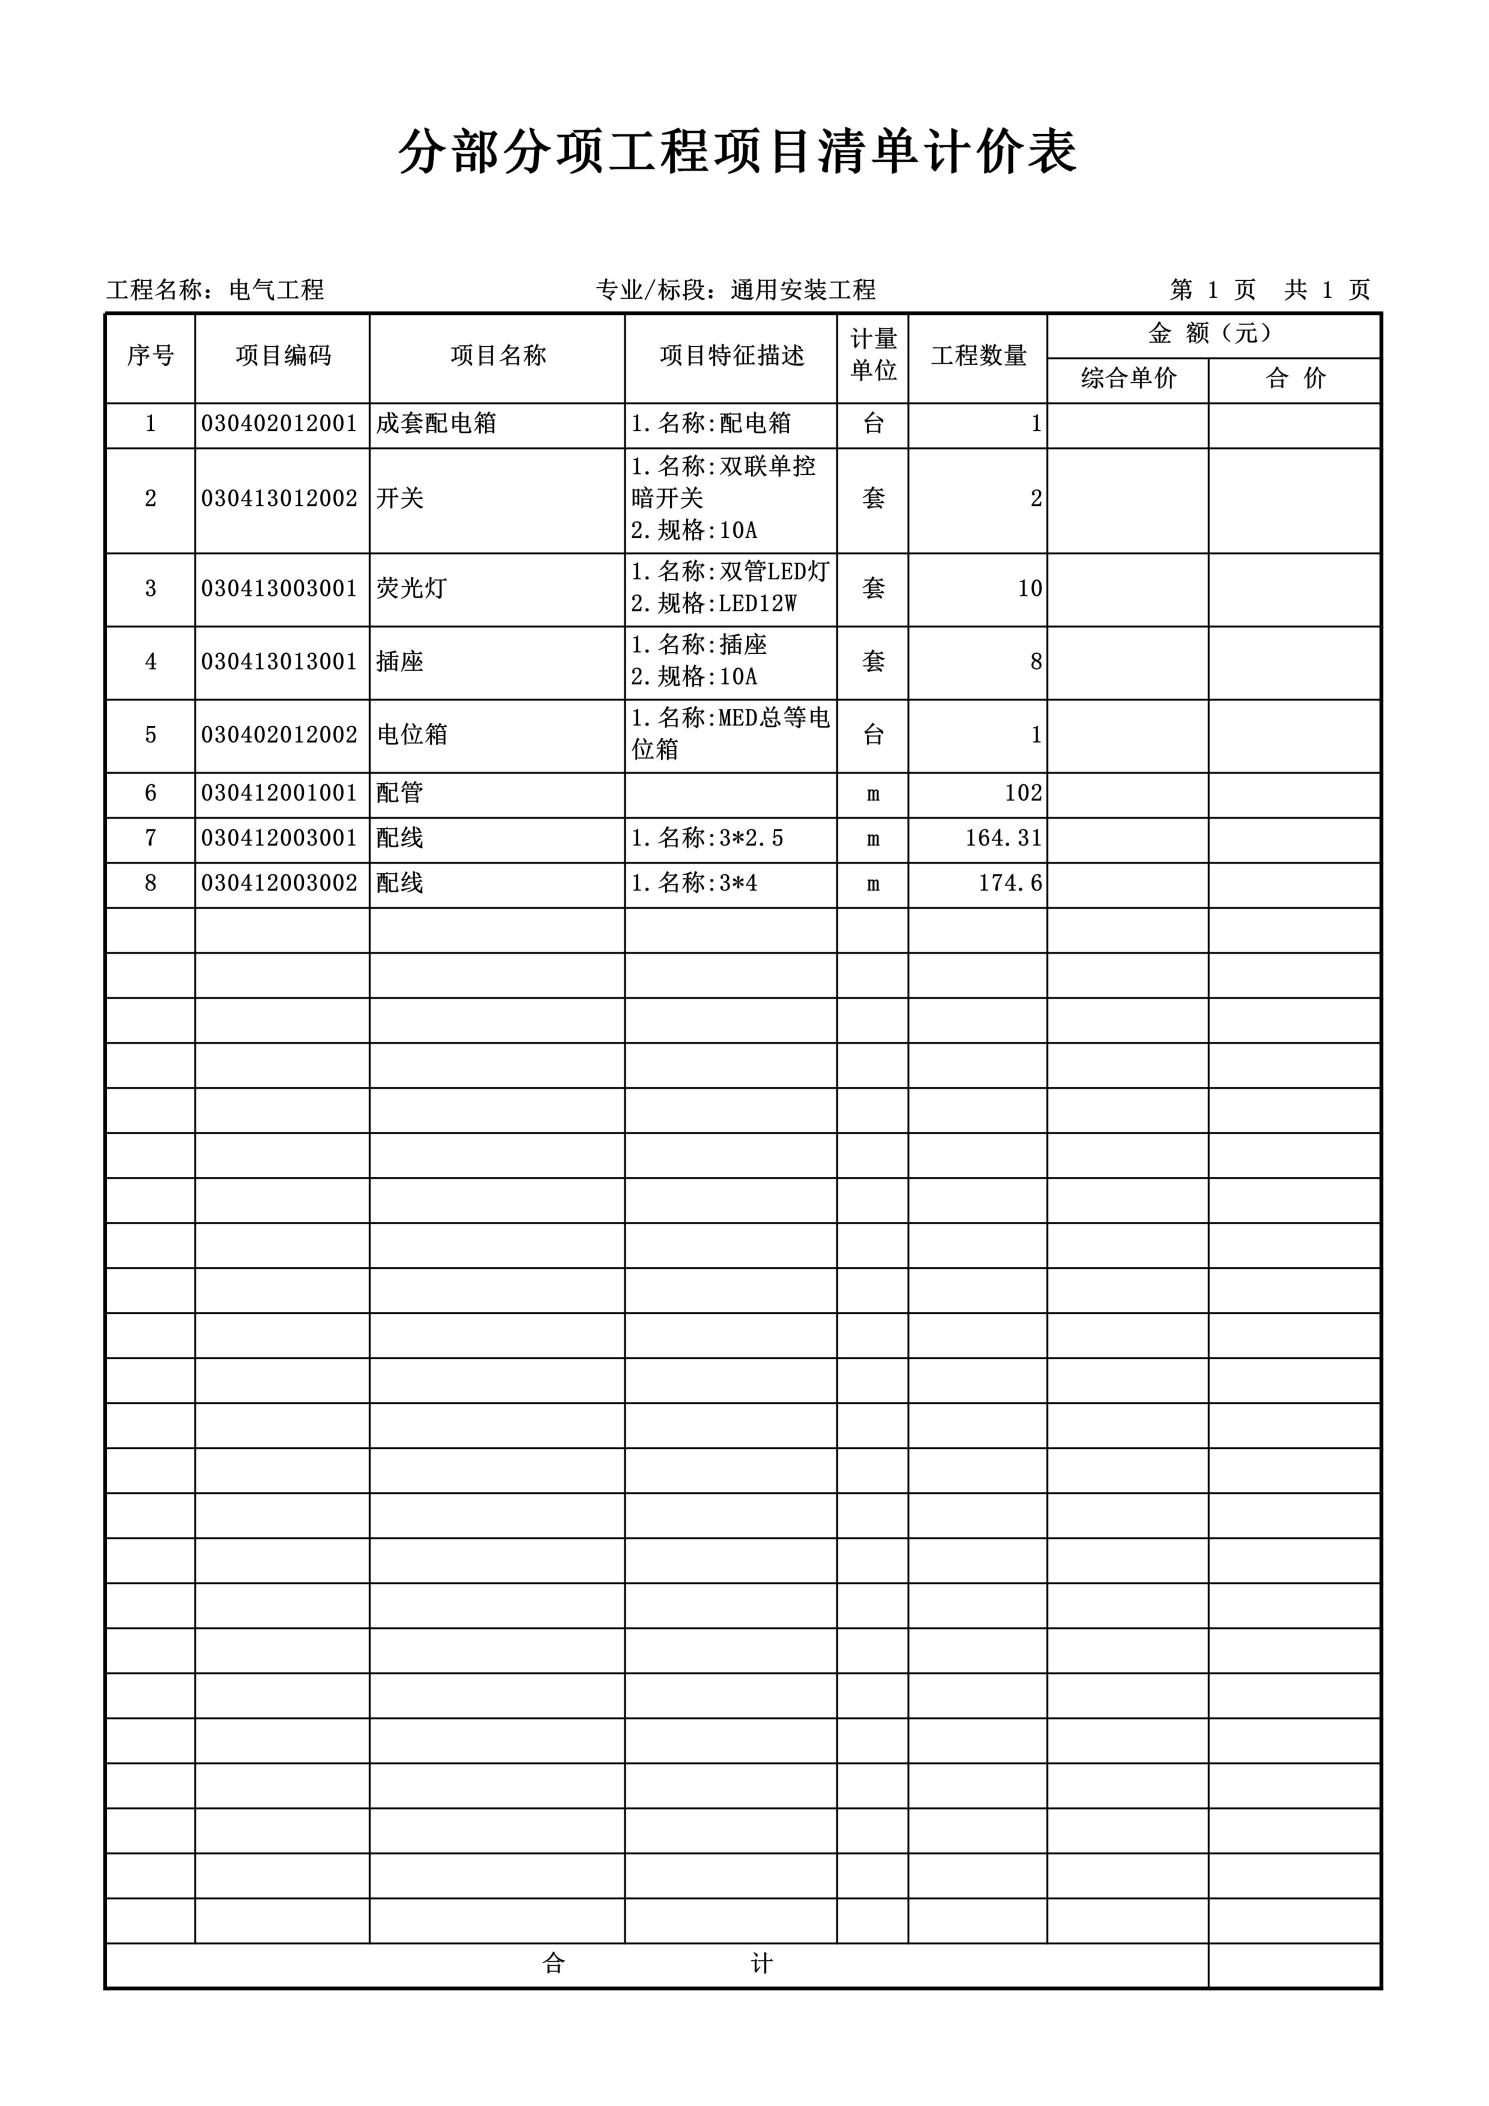 分部分项工程项目清单计价表
工程名称：电气工程 专业/标段：通用安装工程 第 1 页 共 1 页
序号 项目编码 项目名称 项目特征描述 计量单位 工程数量 金 额（元）
综合单价 合 价
1 030402012001 成套配电箱 1.名称:配电箱 台 1
2 030413012002 开关 1.名称:双联单控暗开关 2.规格:10A 套 2
3 030413003001 荧光灯 1.名称:双管LED灯 2.规格:LED12W 套 10
4 030413013001 插座 1.名称:插座 2.规格:10A 套 8
5 030402012002 电位箱 1.名称:MED总等电位箱 台 1
6 030412001001 配管 m 102
7 030412003001 配线 1.名称:3*2.5 m 164.31
8 030412003002 配线 1.名称:3*4 m 174.6
合 计